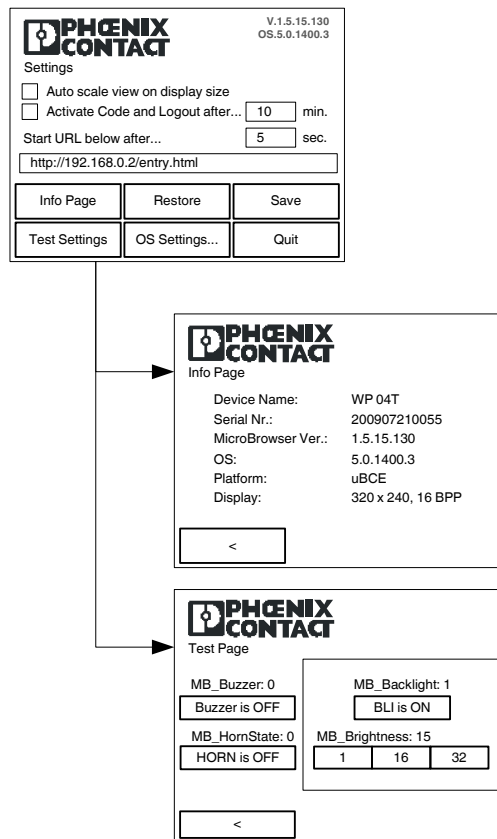 PHŒNIX
CONTACT
V.1.5.15.130
OS.5.0.1400.3
Settings
Auto scale view on display size
Activate Code and Logout after... 10 min.
Start URL below after... 5 sec.
http://192.168.0.2/entry.html
Info Page Restore Save
Test Settings OS Settings... Quit
PHŒNIX
CONTACT
Info Page
Device Name: WP 04T
Serial Nr.: 200907210055
MicroBrowser Ver.: 1.5.15.130
OS: 5.0.1400.3
Platform: uBCE
Display: 320 x 240, 16 BPP
<
PHŒNIX
CONTACT
Test Page
MB_Buzzer: 0 MB_Backlight: 1
Buzzer is OFF BLI is ON
MB_HornState: 0 MB_Brightness: 15
HORN is OFF 1 16 32
<